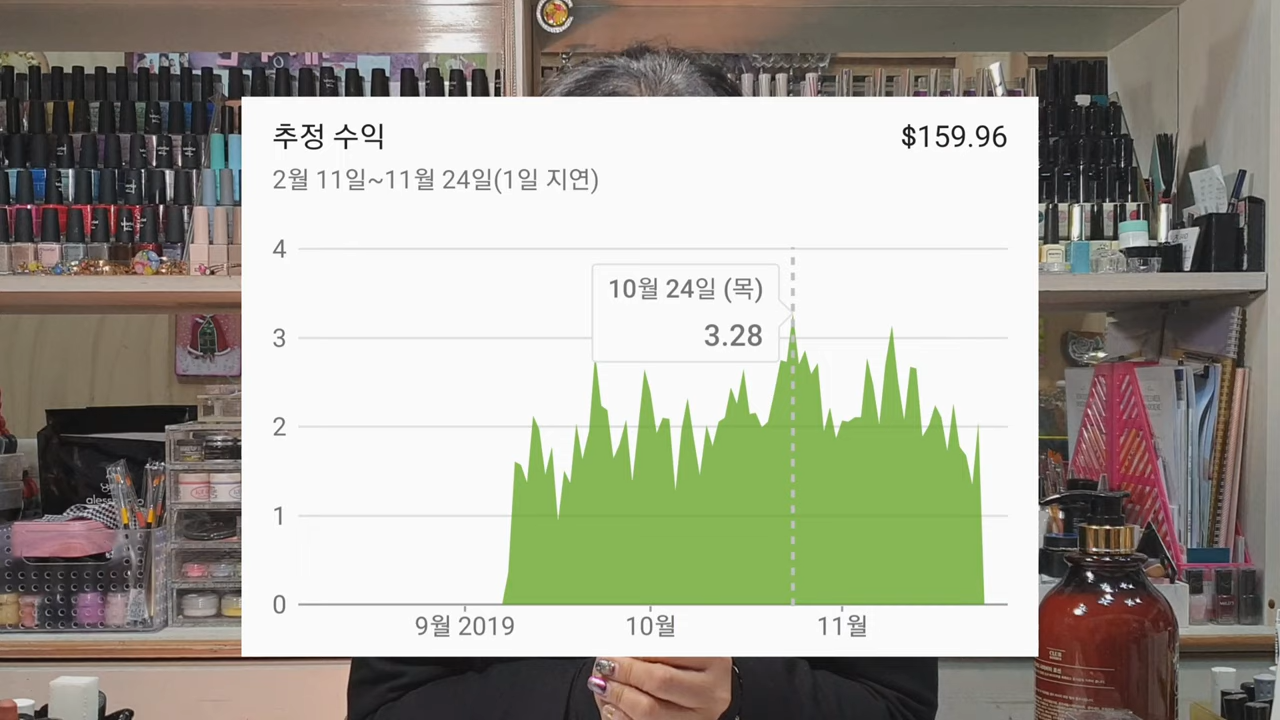 추정 수익
$159.96
2월 11일~11월 24일(1일 지연)
4
10월 24일 (목)
3
3.28
2
1
0
9월 2019
10월
11월